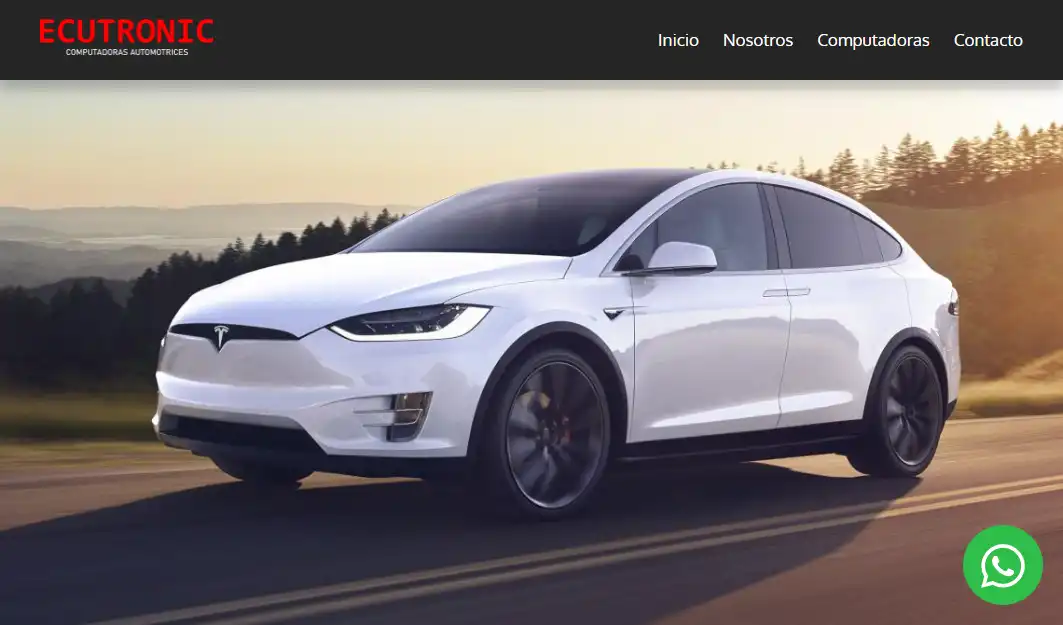 ECUTRONIC
COMPUTADORAS AUTOMOTRICES
Inicio Nosotros Computadoras Contacto